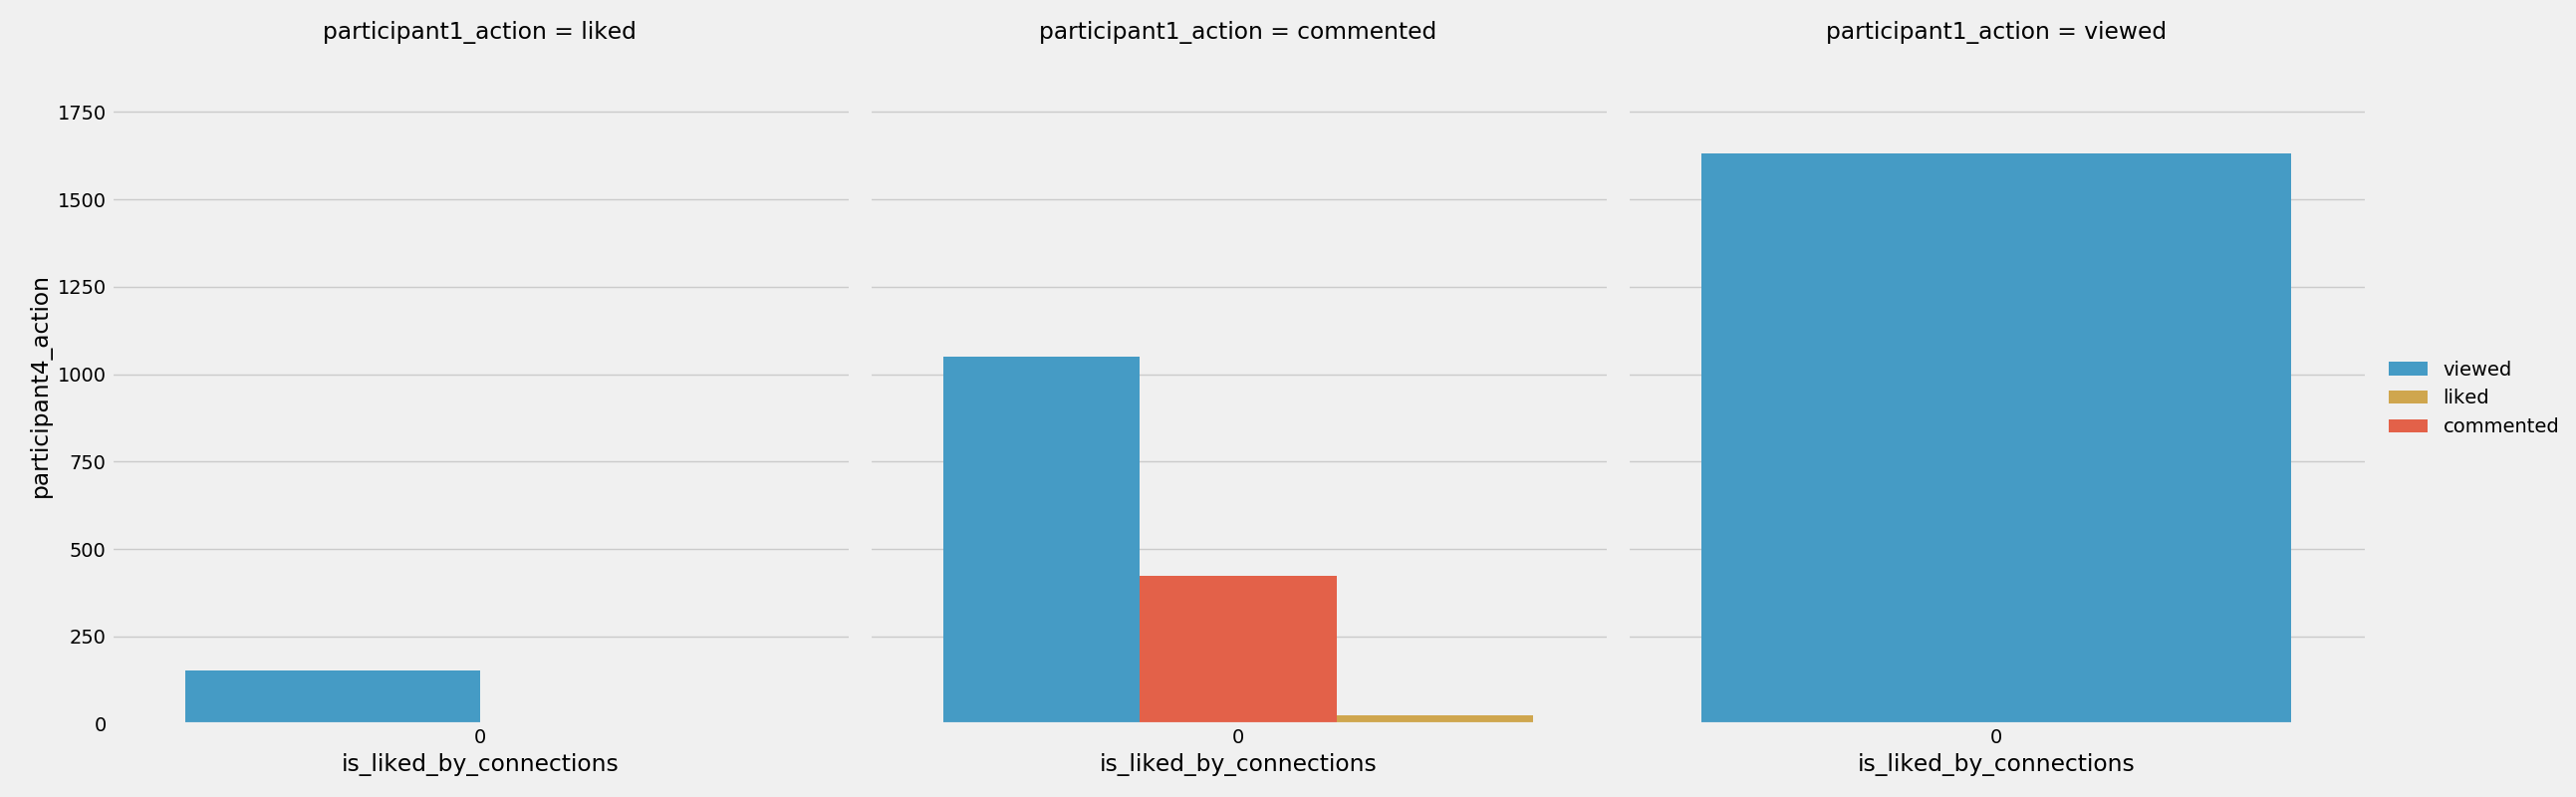 participant1_action = liked
participant1_action = commented
participant1_action = viewed
participant4_action
1750
1500
1250
1000
750
500
250
0
0
is_liked_by_connections
0
is_liked_by_connections
0
is_liked_by_connections
viewed
liked
commented